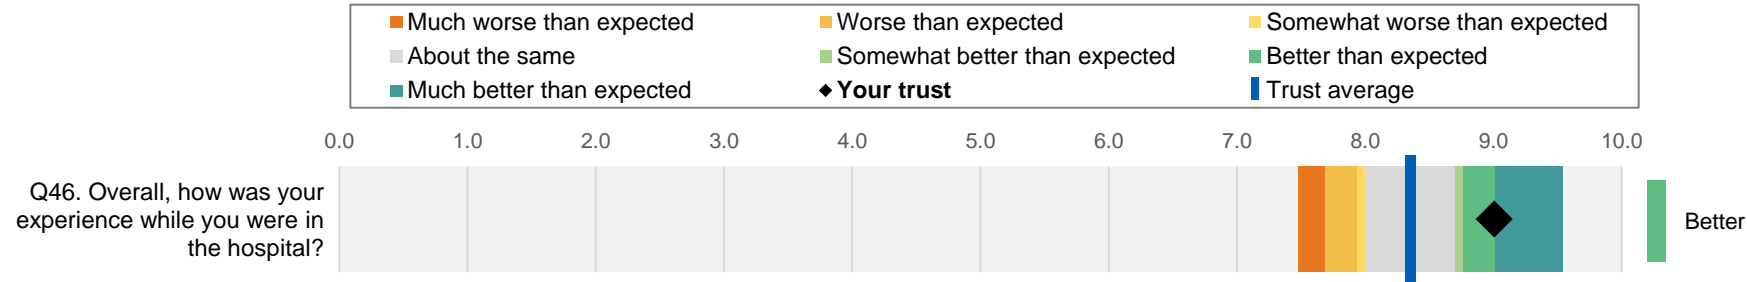 Much worse than expected
Worse than expected
Somewhat worse than expected
About the same
Somewhat better than expected
Better than expected
Much better than expected
Your trust
Trust average
0.0 1.0 2.0 3.0 4.0 5.0 6.0 7.0 8.0 9.0 10.0
Q46. Overall, how was your
experience while you were in
the hospital?
Better